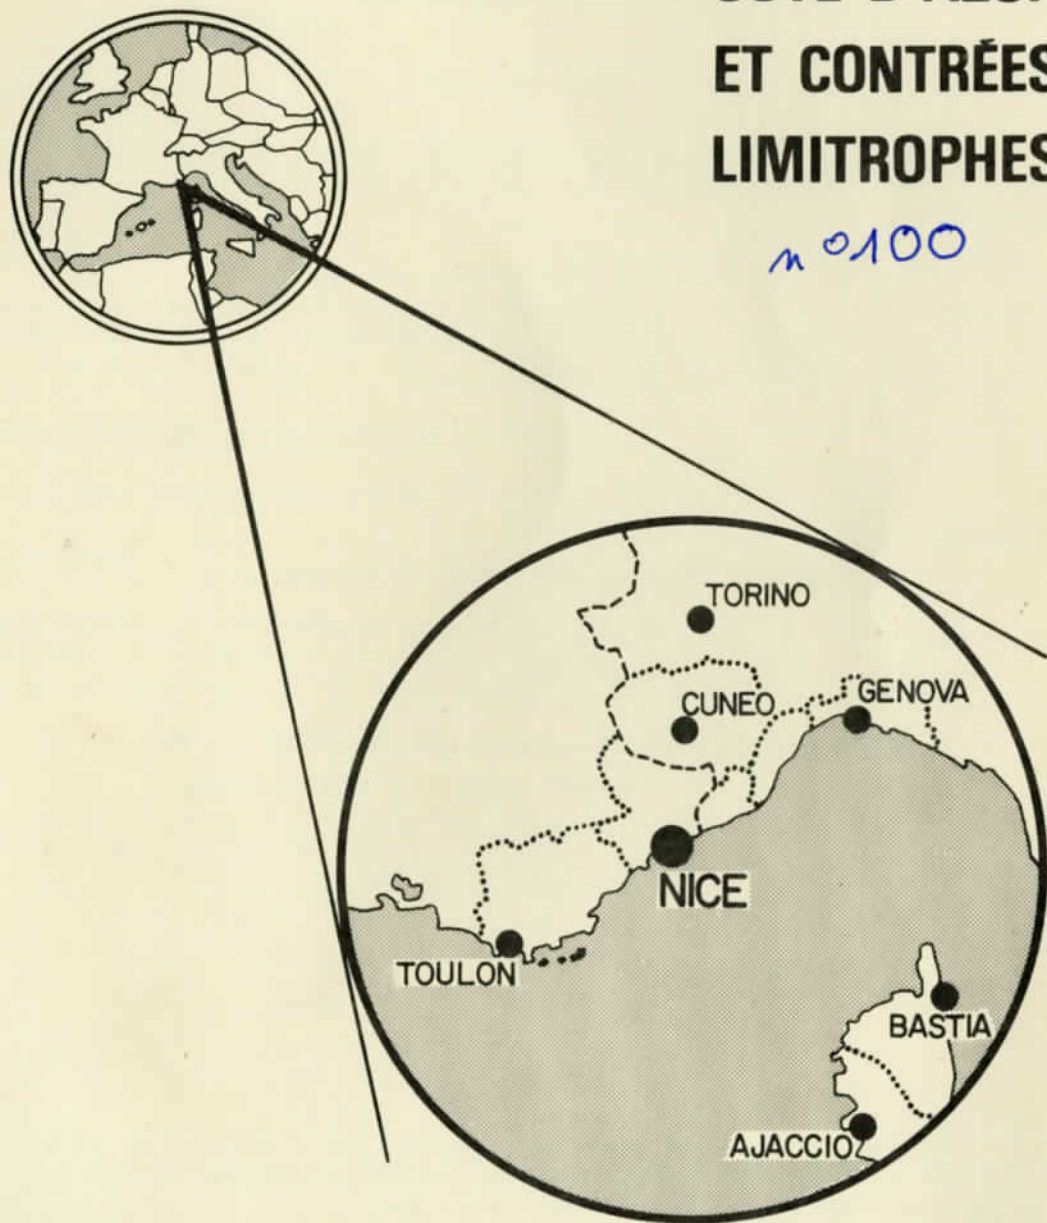 ET CONTRÉES
LIMITROPHES
n°100
TORINO
CUNEO
GENOVA
NICE
TOULON
BASTIA
AJACCIO